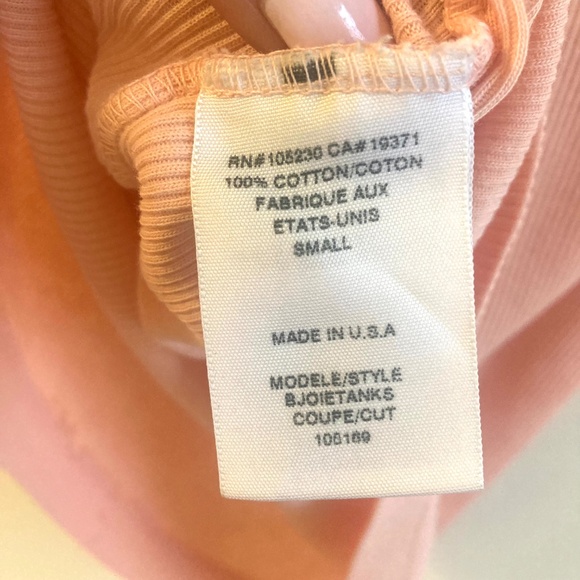 RN#105230 CA#19371
100% COTTON/COTON
FABRIQUE AUX
ETATS-UNIS
SMALL
MADE IN U.S.A
MODELE/STYLE
BJOIETANKS
COUPE/CUT
106169